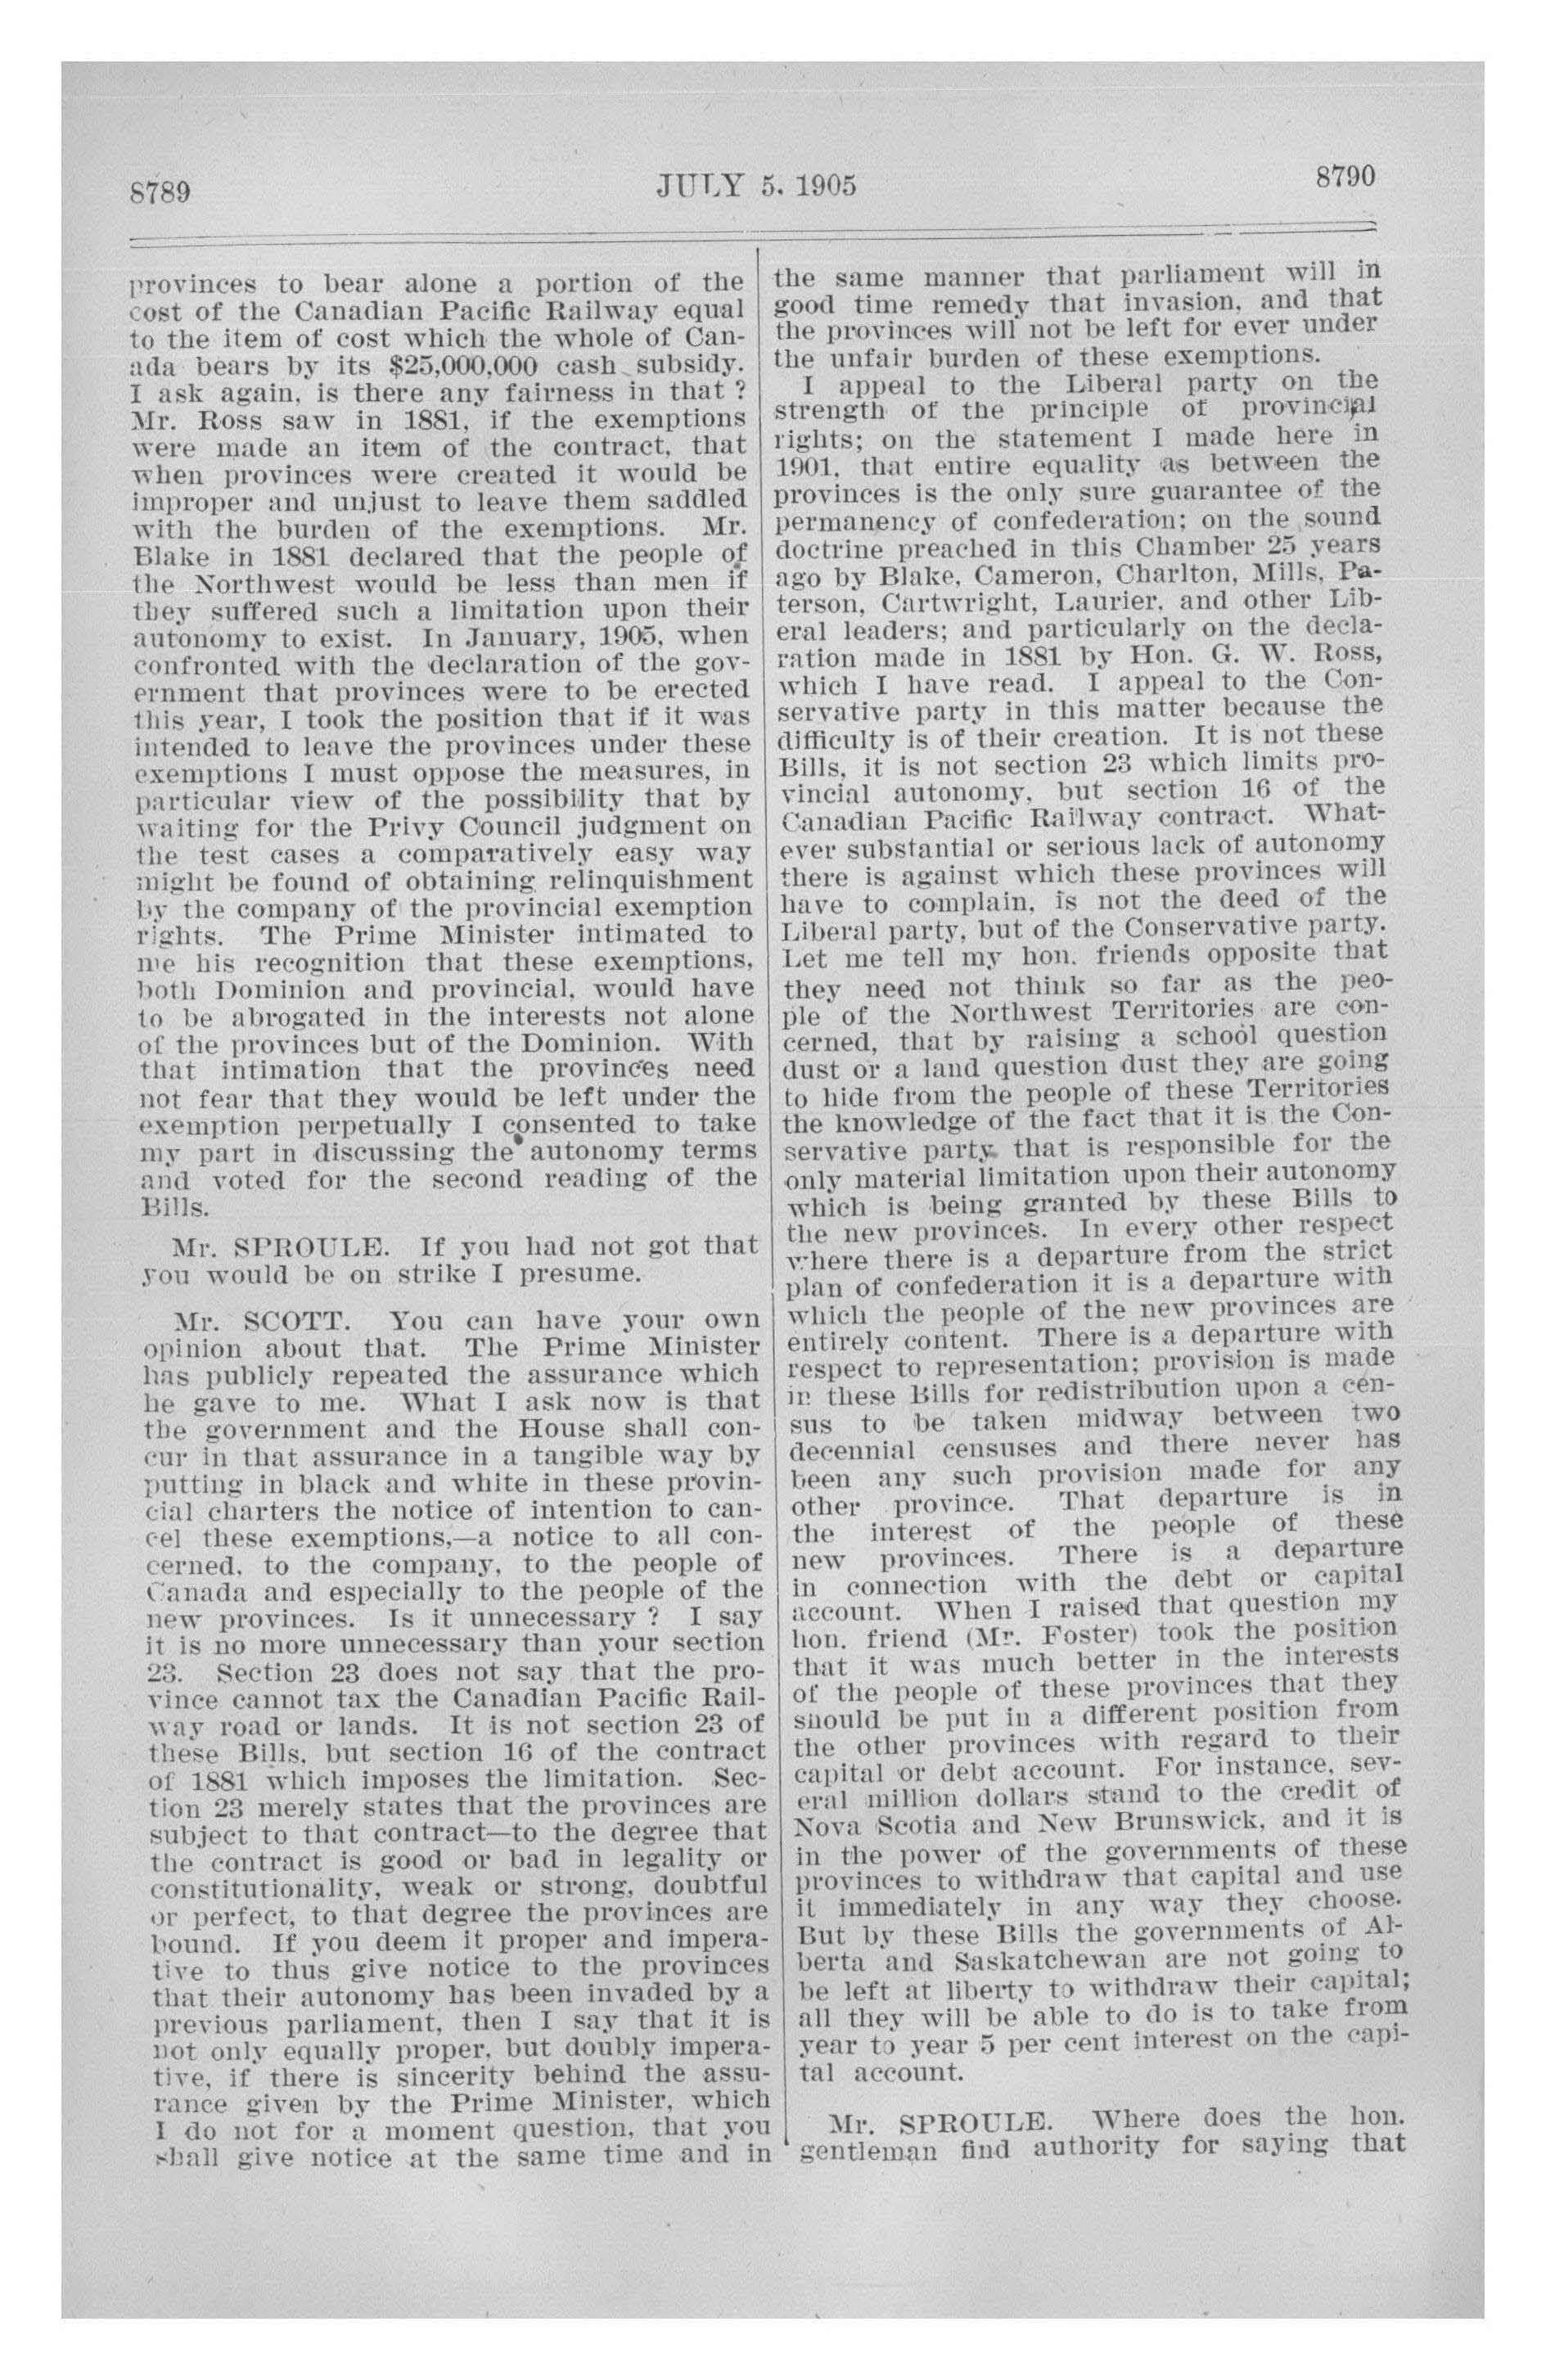 8789
JULY 5. 1905
8790
provinces to bear alone a portion of the
cost of the Canadian Pacific Railway equal
to the item of cost which the whole of Can-
ada bears by its $25,000,000 cash subsidy.
I ask again, is there any fairness in that ?
Mr. Ross saw in 1881, if the exemptions
were made an item of the contract, that
when provinces were created it would be
improper and unjust to leave them saddled
with the burden of the exemptions. Mr.
Blake in 1881 declared that the people of
the Northwest would be less than men if
they suffered such a limitation upon their
autonomy to exist. In January, 1905, when
confronted with the declaration of the gov-
ernment that provinces were to be erected
this year, I took the position that if it was
intended to leave the provinces under these
exemptions I must oppose the measures, in
particular view of the possibility that by
waiting for the Privy Council judgment on
the test cases a comparatively easy way
might be found of obtaining relinquishment
by the company of the provincial exemption
rights. The Prime Minister intimated to
me his recognition that these exemptions,
both Dominion and provincial, would have
to be abrogated in the interests not alone
of the provinces but of the Dominion. With
that intimation that the provinces need
not fear that they would be left under the
exemption perpetually I consented to take
my part in discussing the autonomy terms
and voted for the second reading of the
Bills.
Mr. SPROULE. If you had not got that
you would be on strike I presume.
Mr. SCOTT. You can have your own
opinion about that. The Prime Minister
has publicly repeated the assurance which
he gave to me. What I ask now is that
the government and the House shall con-
cur in that assurance in a tangible way by
putting in black and white in these provin-
cial charters the notice of intention to can-
cel these exemptions,—a notice to all con-
cerned, to the company, to the people of
Canada and especially to the people of the
new provinces. Is it unnecessary ? I say
it is no more unnecessary than your section
23. Section 23 does not say that the pro-
vince cannot tax the Canadian Pacific Rail-
way road or lands. It is not section 23 of
these Bills, but section 16 of the contract
of 1881 which imposes the limitation. Sec-
tion 23 merely states that the provinces are
subject to that contract—to the degree that
the contract is good or bad in legality or
constitutionality, weak or strong, doubtful
or perfect, to that degree the provinces are
bound. If you deem it proper and impera-
tive to thus give notice to the provinces
that their autonomy has been invaded by a
previous parliament, then I say that it is
not only equally proper, but doubly impera-
tive, if there is sincerity behind the assu-
rance given by the Prime Minister, which
I do not for a moment question, that you
shall give notice at the same time and in
the same manner that parliament will in
good time remedy that invasion, and that
the provinces will not be left for ever under
the unfair burden of these exemptions.
I appeal to the Liberal party on the
strength of the principle of provincial
rights; on the statement I made here in
1901, that entire equality as between the
provinces is the only sure guarantee of the
permanency of confederation; on the sound
doctrine preached in this Chamber 25 years
ago by Blake, Cameron, Charlton, Mills, Pa-
terson, Cartwright, Laurier, and other Lib-
eral leaders; and particularly on the decla-
ration made in 1881 by Hon. G. W. Ross,
which I have read. I appeal to the Con-
servative party in this matter because the
difficulty is of their creation. It is not these
Bills, it is not section 23 which limits pro-
vincial autonomy, but section 16 of the
Canadian Pacific Railway contract. What-
ever substantial or serious lack of autonomy
there is against which these provinces will
have to complain, is not the deed of the
Liberal party, but of the Conservative party.
Let me tell my hon. friends opposite that
they need not think so far as the peo-
ple of the Northwest Territories are con-
cerned, that by raising a school question
dust or a land question dust they are going
to hide from the people of these Territories
the knowledge of the fact that it is the Con-
servative party that is responsible for the
only material limitation upon their autonomy
which is being granted by these Bills to
the new provinces. In every other respect
where there is a departure from the strict
plan of confederation it is a departure with
which the people of the new provinces are
entirely content. There is a departure with
respect to representation; provision is made
in these Bills for redistribution upon a cen-
sus to be taken midway between two
decennial censuses and there never has
been any such provision made for any
other province. That departure is in
the interest of the people of these
new provinces. There is a departure
in connection with the debt or capital
account. When I raised that question my
hon. friend (Mr. Foster) took the position
that it was much better in the interests
of the people of these provinces that they
should be put in a different position from
the other provinces with regard to their
capital or debt account. For instance, sev-
eral million dollars stand to the credit of
Nova Scotia and New Brunswick, and it is
in the power of the governments of these
provinces to withdraw that capital and use
it immediately in any way they choose.
But by these Bills the governments of Al-
berta and Saskatchewan are not going to
be left at liberty to withdraw their capital;
all they will be able to do is to take from
year to year 5 per cent interest on the capi-
tal account.
Mr. SPROULE. Where does the hon.
gentleman find authority for saying that